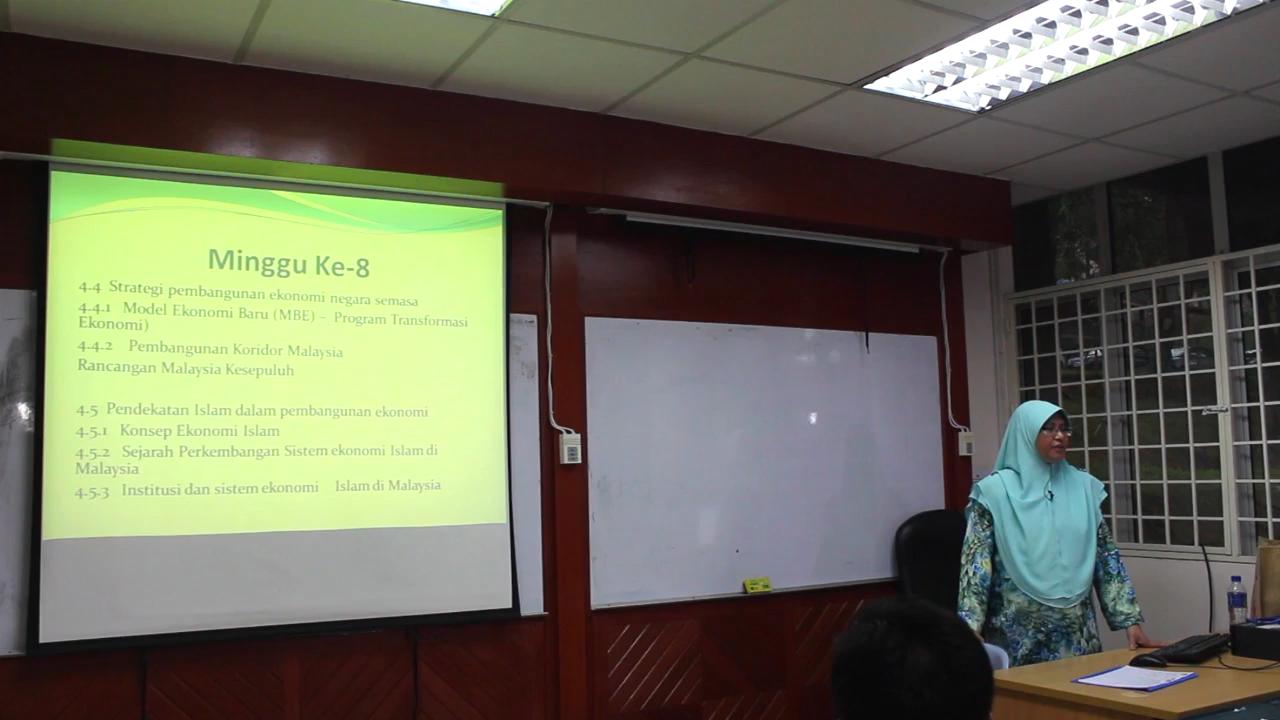 Minggu Ke-8
4.4 Strategi pembangunan ekonomi negara semasa
4.4.1 Model Ekonomi Baru (MBE) – Program Transformasi
Ekonomi)
4.4.2 Pembangunan Koridor Malaysia
Rancangan Malaysia Kesepuluh
4.5 Pendekatan Islam dalam pembangunan ekonomi
4.5.1 Konsep Ekonomi Islam
4.5.2 Sejarah Perkembangan Sistem ekonomi Islam di
Malaysia
4.5.3 Institusi dan sistem ekonomi Islam di Malaysia